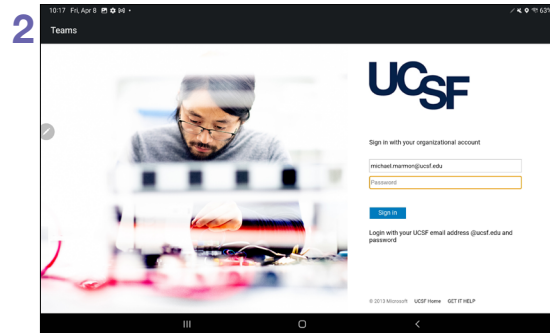 2
10:17 Fri, Apr 8
63%
Teams
UCSF
Sign in with your organizational account
michael.marmon@ucsf.edu
Password
Sign in
Login with your UCSF email address @ucsf.edu and
password
© 2013 Microsoft UCSF Home GET IT HELP